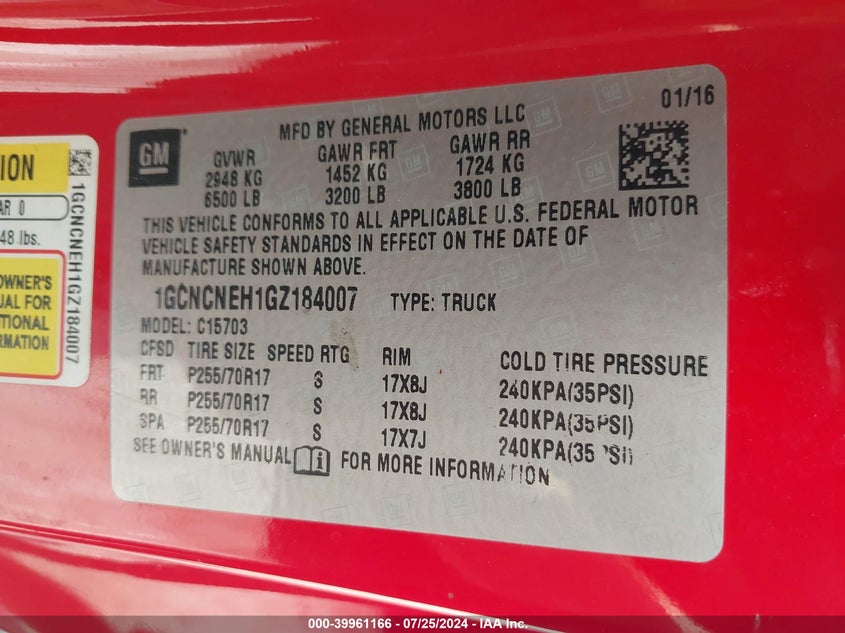 01/16
MFD BY GENERAL MOTORS LLC
GM
GVWR GAWR FRT GAWR RR
2948 KG 1452 KG 1724 KG
6500 LB 3200 LB 3800 LB
THIS VEHICLE CONFORMS TO ALL APPLICABLE U.S. FEDERAL MOTOR
VEHICLE SAFETY STANDARDS IN EFFECT ON THE DATE OF
MANUFACTURE SHOWN ABOVE.
1GCNCNEH1GZ184007 TYPE: TRUCK
MODEL: C15703
CFSD TIRE SIZE SPEED RTG RIM COLD TIRE PRESSURE
FRT P255/70R17 S 17X8J 240KPA(35PSI)
RR P255/70R17 S 17X8J 240KPA(35PSI)
SPA P255/70R17 S 17X7J 240KPA(35PSI)
SEE OWNER'S MANUAL FOR MORE INFORMATION
ION
AR 0
48 lbs.
OWNER'S
UAL FOR
ITIONAL
RMATION
1GCNCNEH1GZ184007
000-39961166 - 07/25/2024 - IAA Inc.